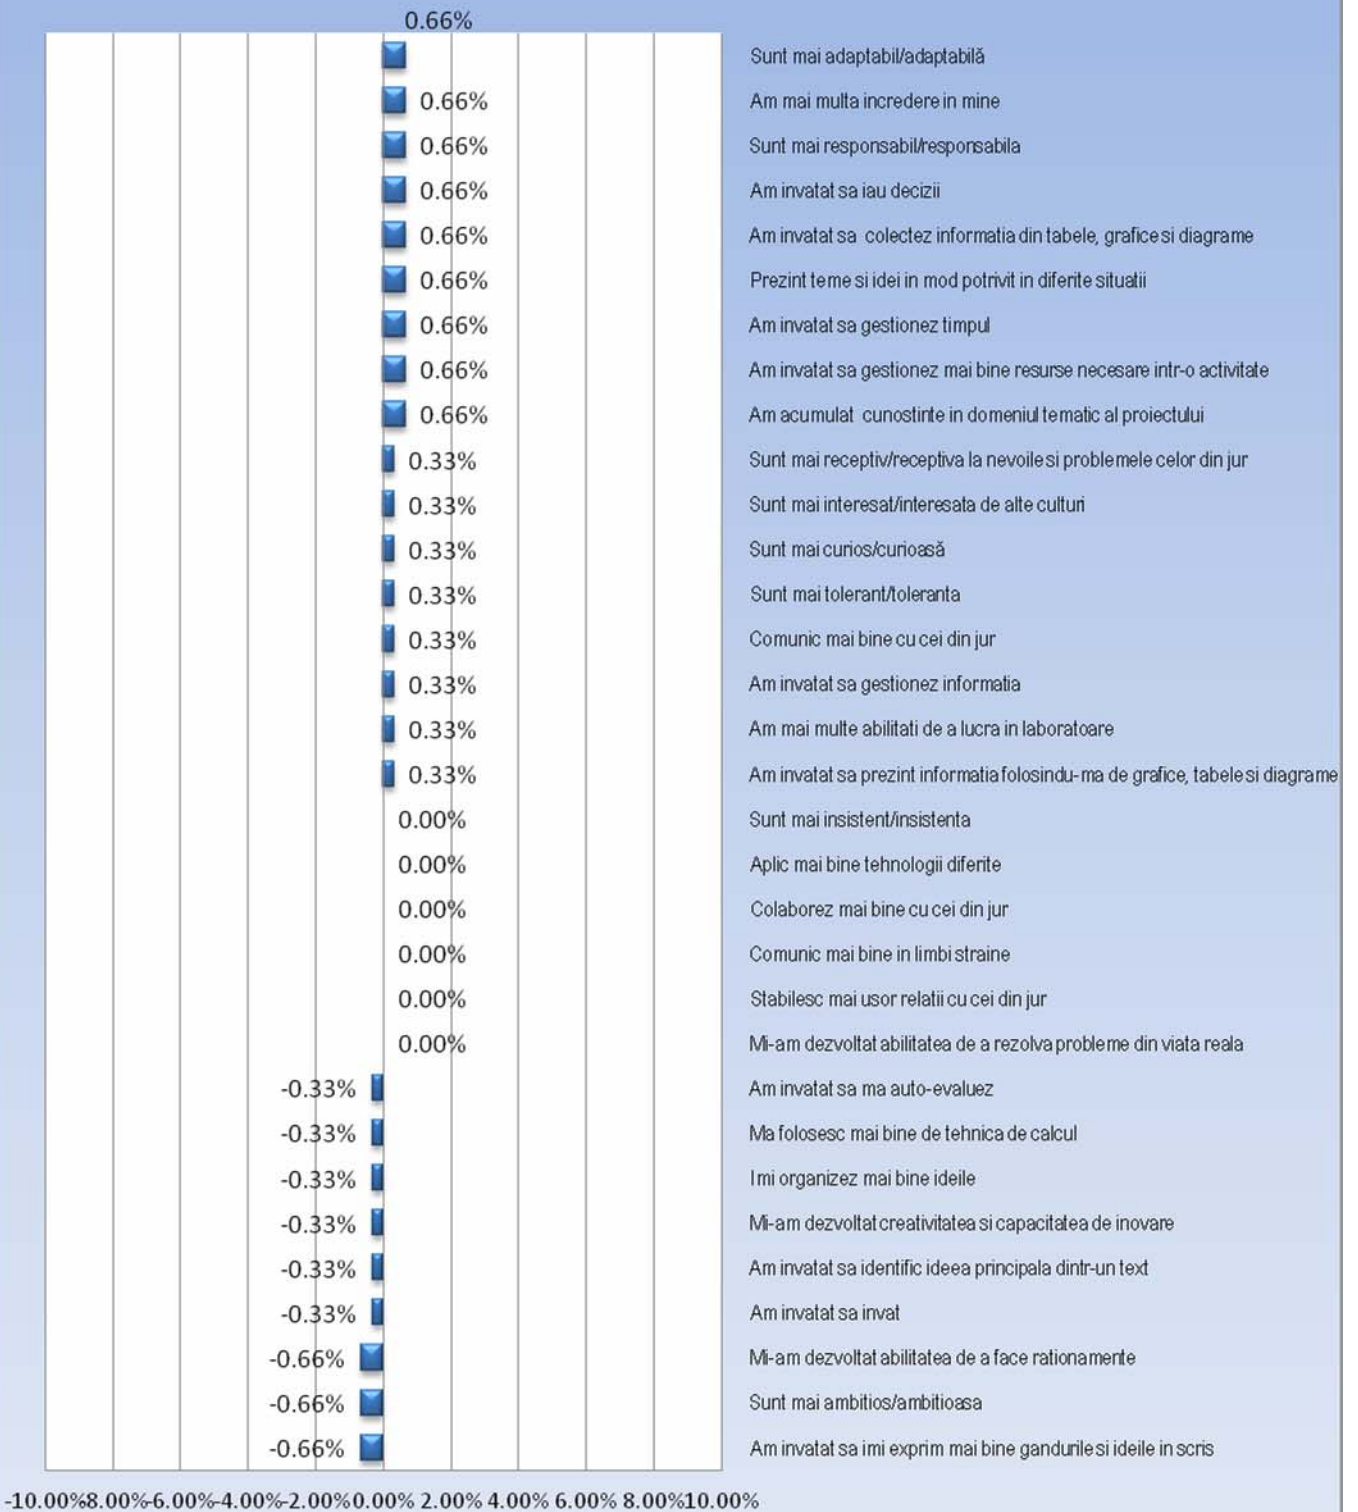 0.66%
Sunt mai adaptabil/adaptabilă
0.66% Am mai multa incredere in mine
0.66% Sunt mai responsabil/responsabila
0.66% Am invatat sa iau decizii
0.66% Am invatat sa colectez informatia din tabele, grafice si diagrame
0.66% Prezint teme si idei in mod potrivit in diferite situatii
0.66% Am invatat sa gestionez timpul
0.66% Am invatat sa gestionez mai bine resurse necesare intr-o activitate
0.66% Am acumulat cunostinte in domeniul tematic al proiectului
0.33% Sunt mai receptiv/receptiva la nevoile si problemele celor din jur
0.33% Sunt mai interesat/interesata de alte culturi
0.33% Sunt mai curios/curioasă
0.33% Sunt mai tolerant/toleranta
0.33% Comunic mai bine cu cei din jur
0.33% Am invatat sa gestionez informatia
0.33% Am mai multe abilitati de a lucra in laboratoare
0.33% Am invatat sa prezint informatia folosindu-ma de grafice, tabele si diagrame
0.00% Sunt mai insistent/insistenta
0.00% Aplic mai bine tehnologii diferite
0.00% Colaborez mai bine cu cei din jur
0.00% Comunic mai bine in limbi straine
0.00% Stabilesc mai usor relatii cu cei din jur
0.00% Mi-am dezvoltat abilitatea de a rezolva probleme din viata reala
-0.33% Am invatat sa ma auto-evaluez
-0.33% Ma folosesc mai bine de tehnica de calcul
-0.33% Imi organizez mai bine ideile
-0.33% Mi-am dezvoltat creativitatea si capacitatea de inovare
-0.33% Am invatat sa identific ideea principala dintr-un text
-0.33% Am invatat sa invat
-0.66% Mi-am dezvoltat abilitatea de a face rationamente
-0.66% Sunt mai ambitios/ambitioasa
-0.66% Am invatat sa imi exprim mai bine gandurile si ideile in scris
-10.00% -8.00% -6.00% -4.00% -2.00% 0.00% 2.00% 4.00% 6.00% 8.00% 10.00%